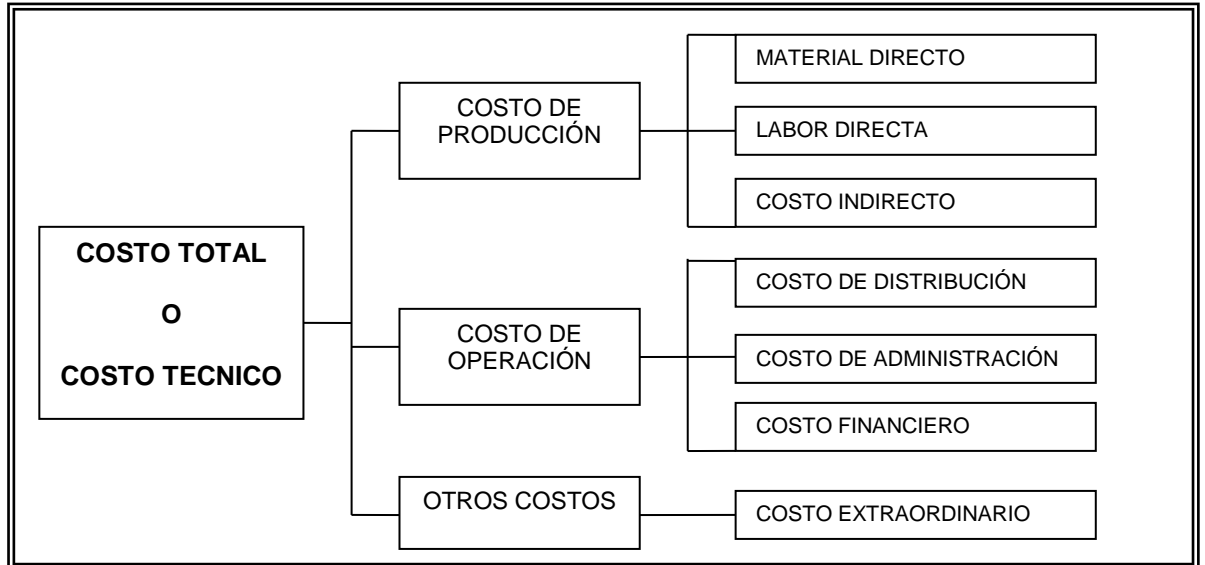 COSTO TOTAL
O
COSTO TECNICO
COSTO DE
PRODUCCIÓN
MATERIAL DIRECTO
LABOR DIRECTA
COSTO INDIRECTO
COSTO DE
OPERACIÓN
COSTO DE DISTRIBUCIÓN
COSTO DE ADMINISTRACIÓN
COSTO FINANCIERO
OTROS COSTOS
COSTO EXTRAORDINARIO